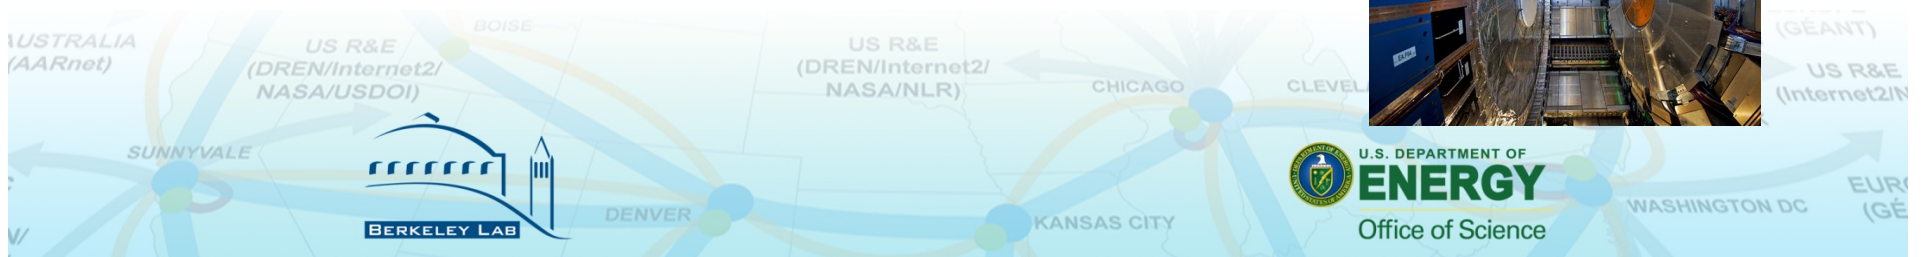 BOISE
AUSTRALIA
(AARnet)
US R&E
(DREN/Internet2/
NASA/USDOI)
US R&E
(DREN/Internet2/
NASA/NLR)
CHICAGO
(GÉANT)
US R&E
SUNNYVALE
BERKELEY LAB
DENVER
KANSAS CITY
U.S. DEPARTMENT OF
ENERGY
Office of Science
WASHINGTON DC